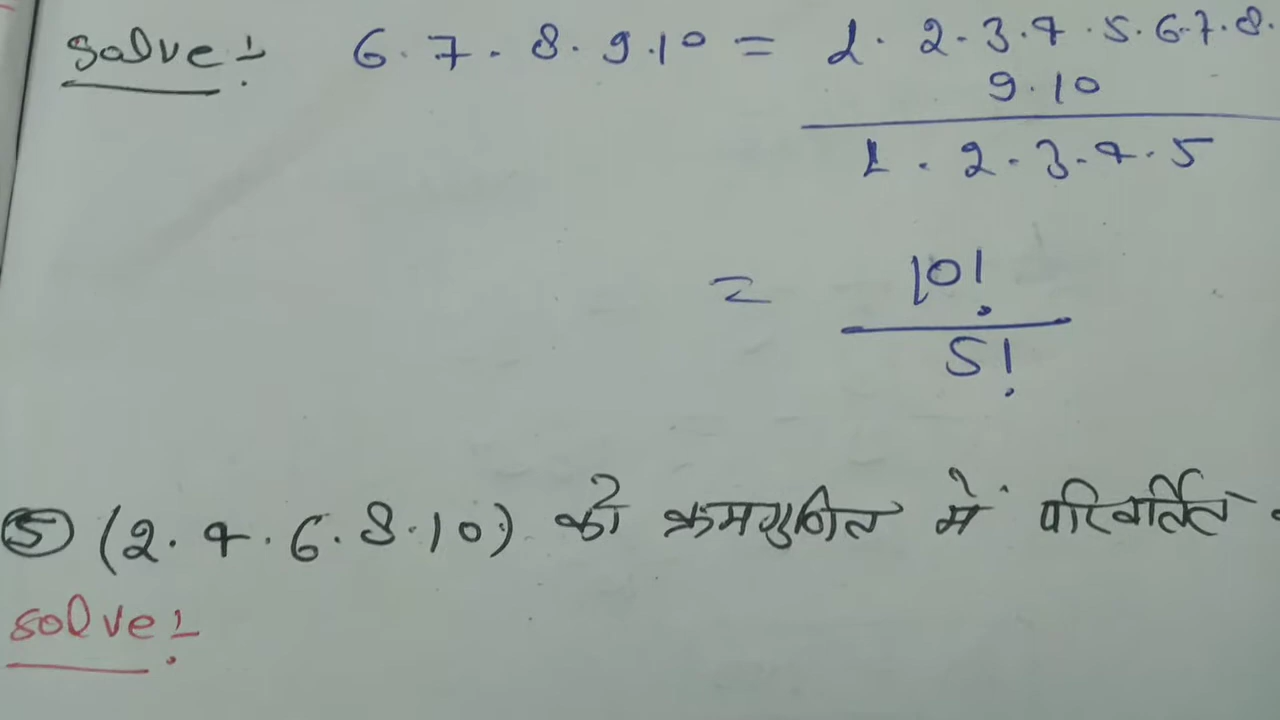 Solve :- 6.7.8.9.10 = 1.2.3.4.5.6.7.8.
9.10
1.2.3.4.5
= 10!
5!
(5) (2.4.6.8.10) को क्रमगुणित में परिवर्तित
solve :-